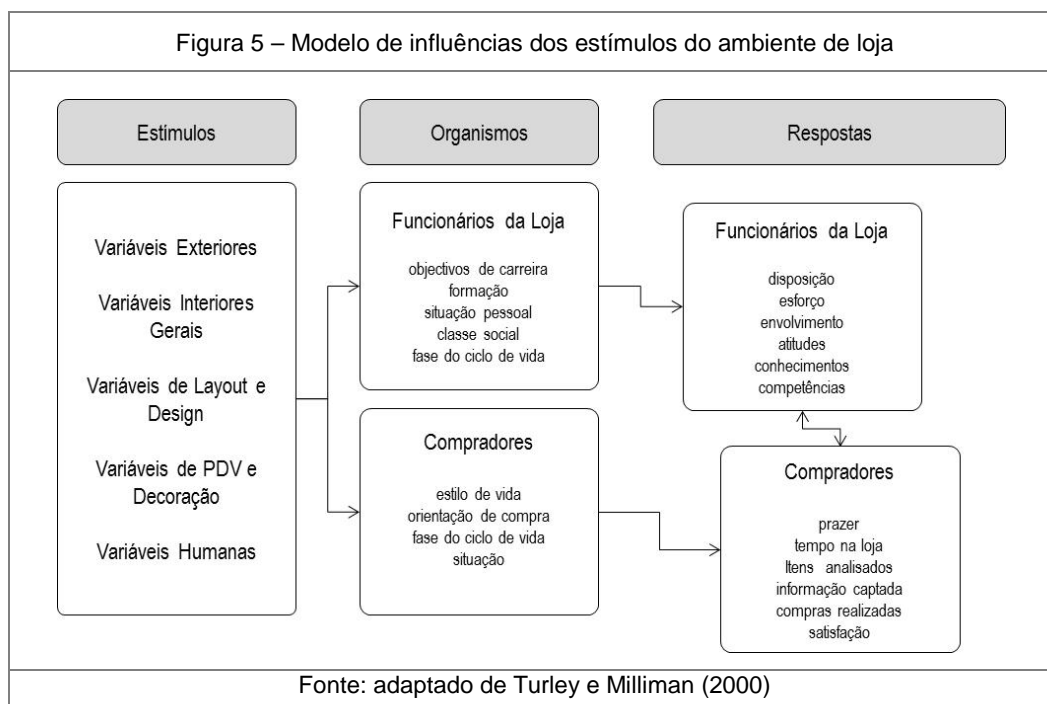 Figura 5 – Modelo de influências dos estímulos do ambiente de loja
Estímulos
Organismos
Respostas
Variáveis Exteriores
Variáveis Interiores
Gerais
Variáveis de Layout e
Design
Variáveis de PDV e
Decoração
Variáveis Humanas
Funcionários da Loja
objectivos de carreira
formação
situação pessoal
classe social
fase do ciclo de vida
Compradores
estilo de vida
orientação de compra
fase do ciclo de vida
situação
Funcionários da Loja
disposição
esforço
envolvimento
atitudes
conhecimentos
competências
Compradores
prazer
tempo na loja
Itens analisados
informação captada
compras realizadas
satisfação
Fonte: adaptado de Turley e Milliman (2000)